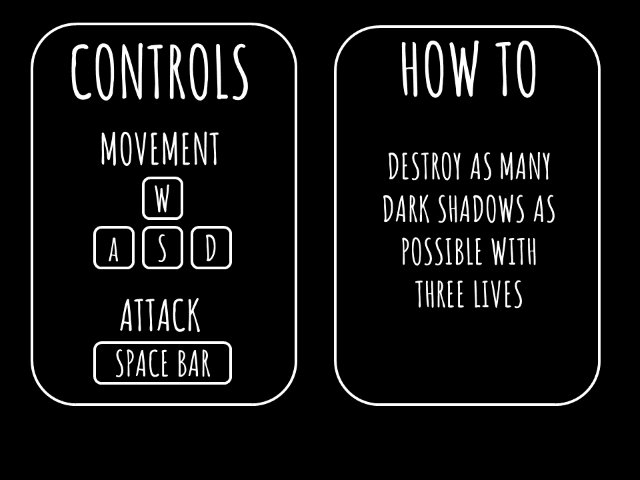 CONTROLS
MOVEMENT
W
A S D
ATTACK
SPACE BAR
HOW TO
DESTROY AS MANY
DARK SHADOWS AS
POSSIBLE WITH
THREE LIVES